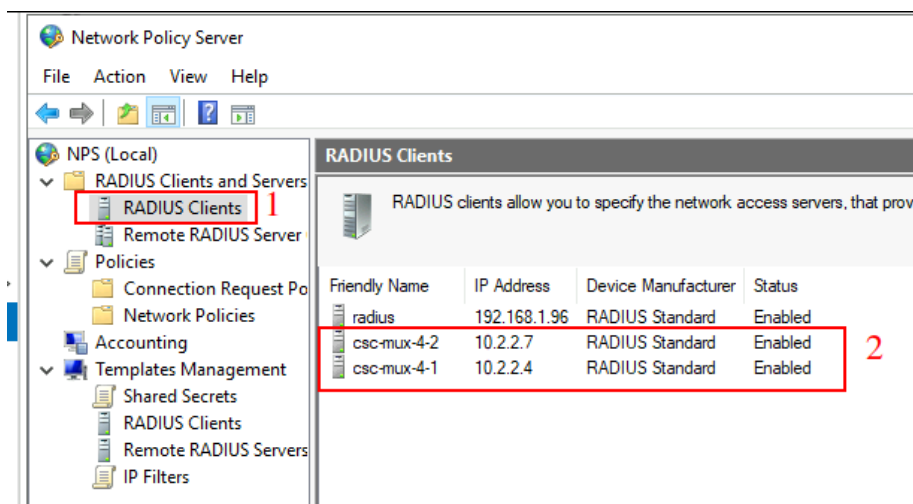 Network Policy Server
File Action View Help
NPS (Local)
RADIUS Clients and Servers
RADIUS Clients 1
Remote RADIUS Server
Policies
Connection Request Po
Network Policies
Accounting
Templates Management
Shared Secrets
RADIUS Clients
Remote RADIUS Servers
IP Filters
RADIUS Clients
RADIUS clients allow you to specify the network access servers, that prov
Friendly Name IP Address Device Manufacturer Status
radius 192.168.1.96 RADIUS Standard Enabled
csc-mux-4-2 10.2.2.7 RADIUS Standard Enabled
csc-mux-4-1 10.2.2.4 RADIUS Standard Enabled
2